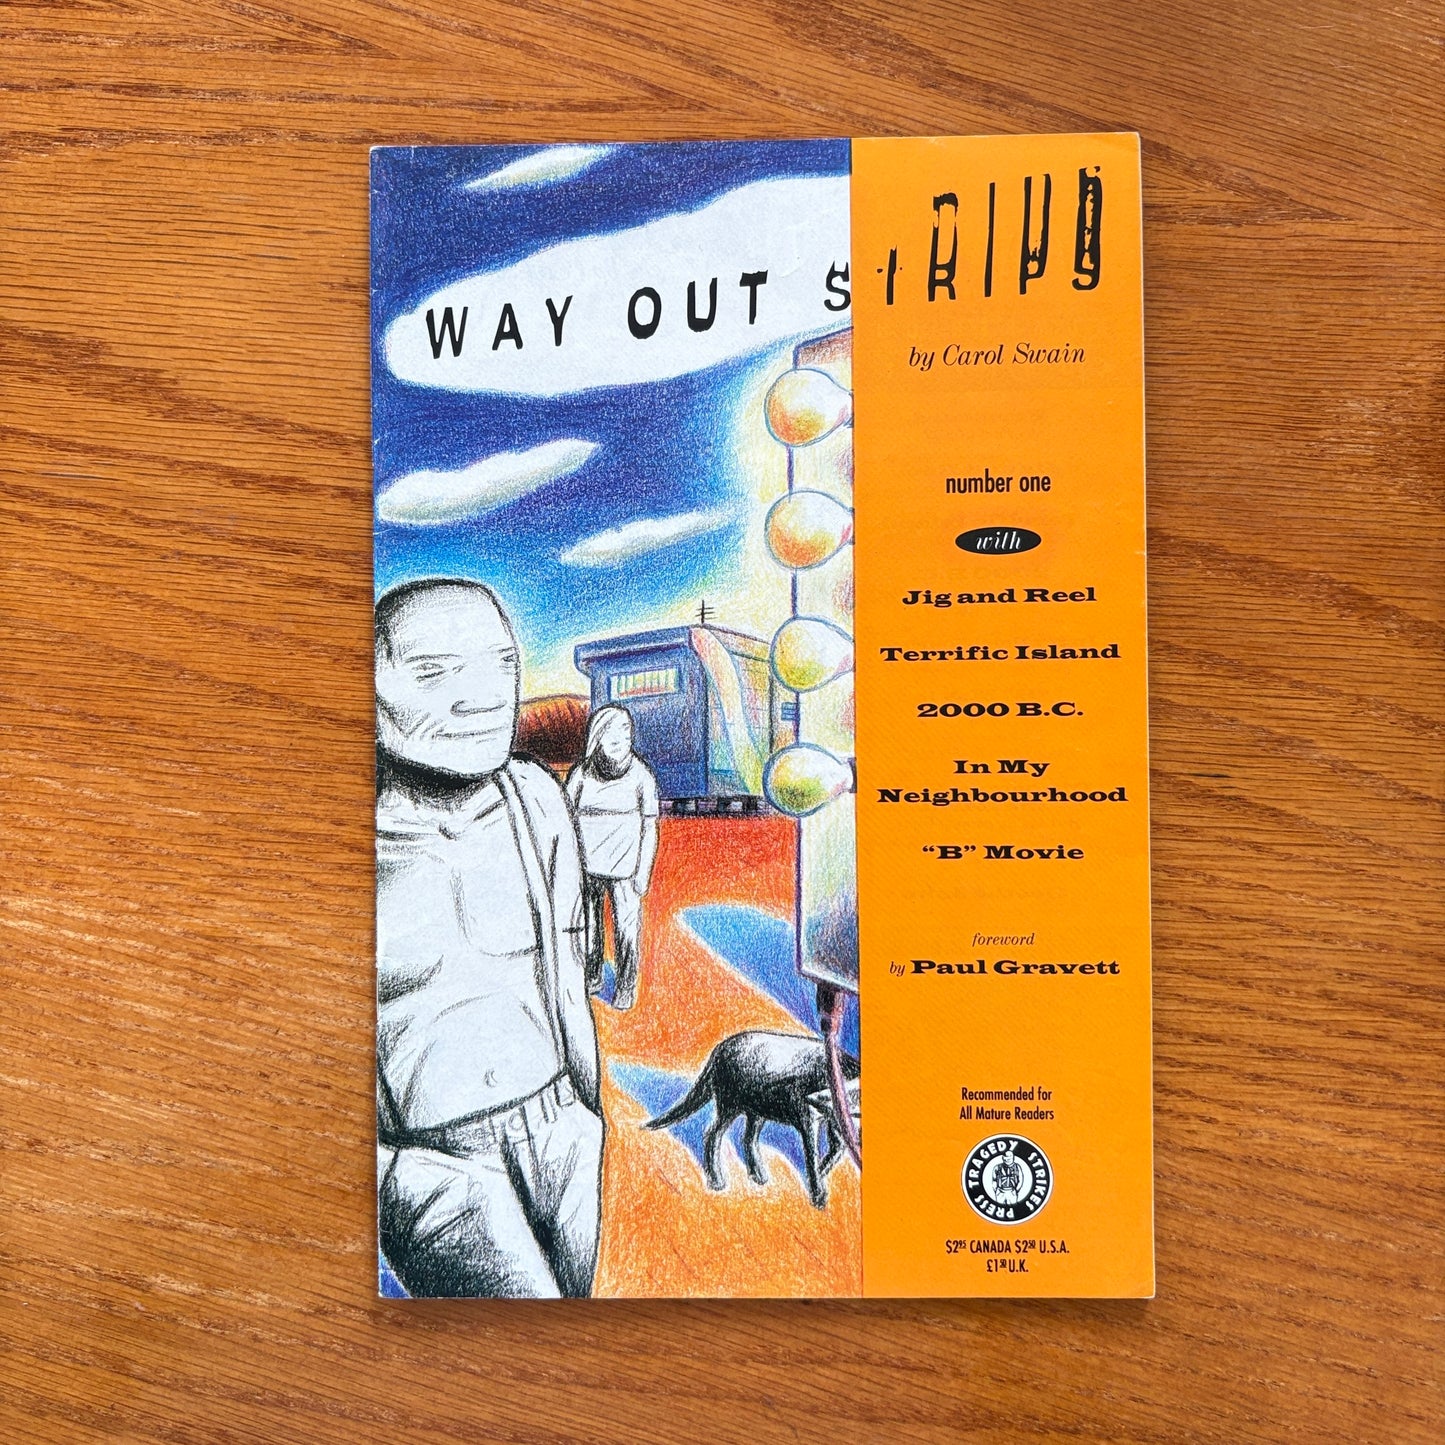 WAY OUT STRIPS
by Carol Swain
number one
with
Jig and Reel
Terrific Island
2000 B.C.
In My
Neighbourhood
“B” Movie
foreword
by Paul Gravett
Recommended for
All Mature Readers
TRAGEDY STRIKES PRESS
$2.95 CANADA $2.50 U.S.A.
£1.50 U.K.